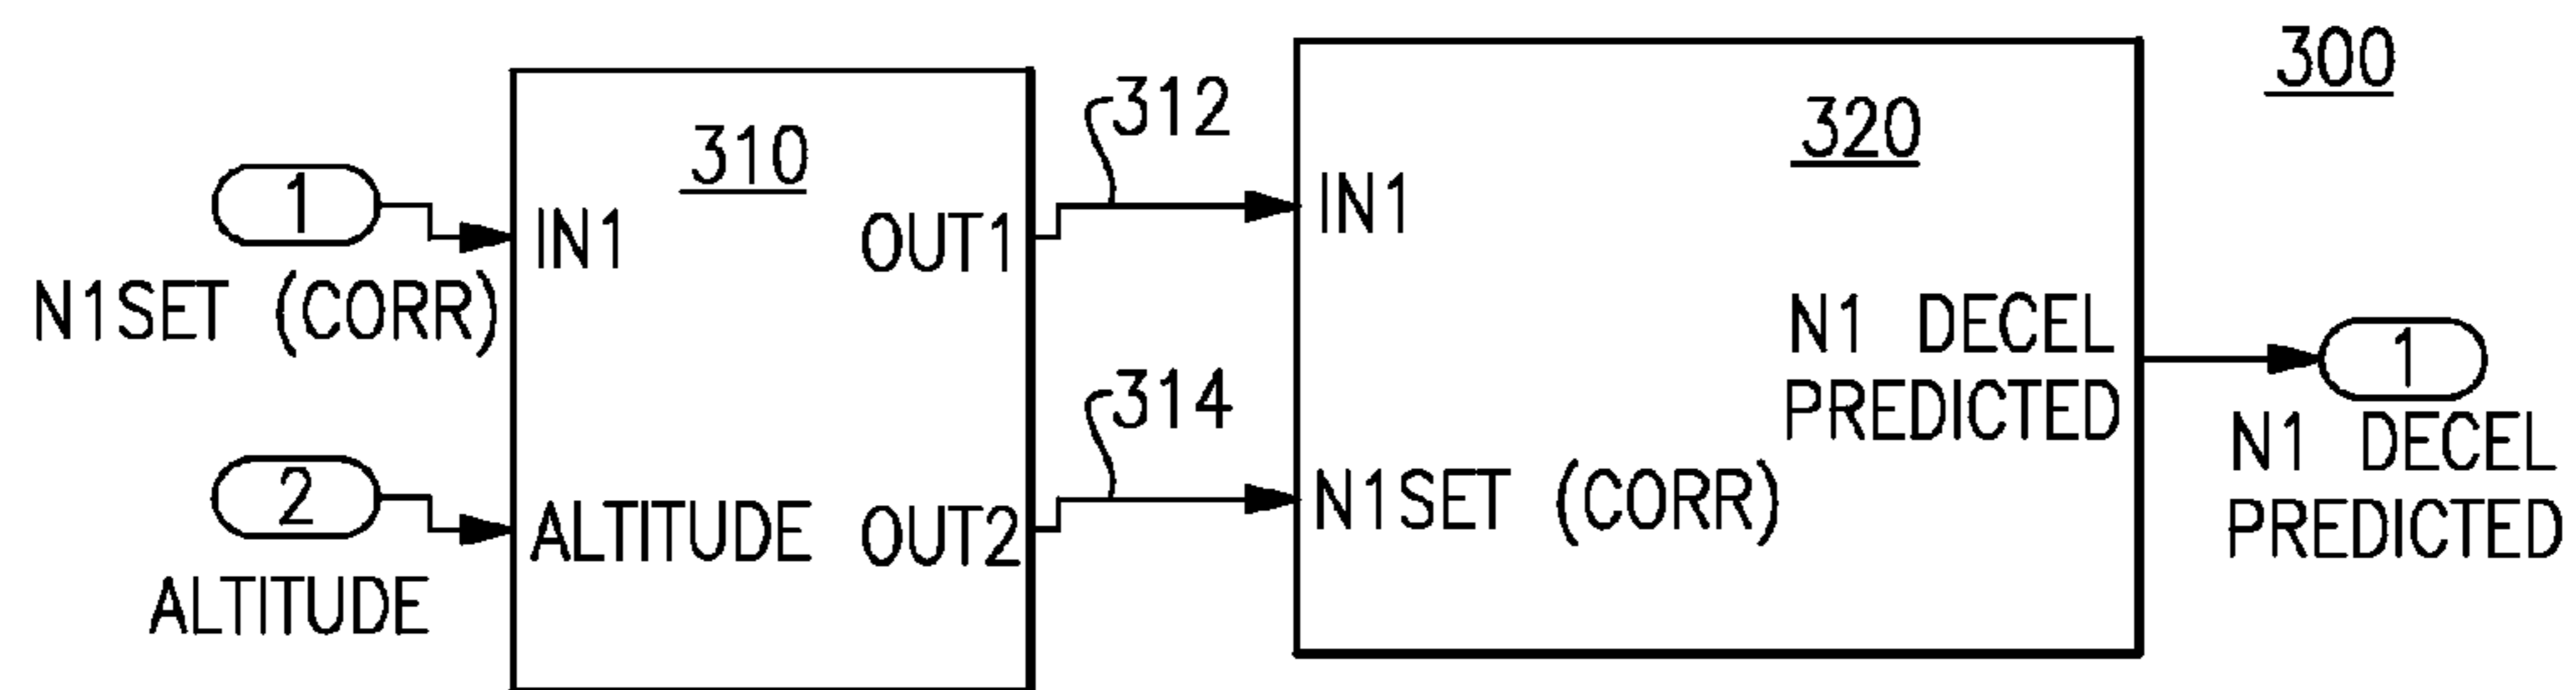 300
310
312
320
1
IN1
OUT1
IN1
N1SET (CORR)
N1 DECEL
PREDICTED
1
N1 DECEL
PREDICTED
314
2
ALTITUDE
OUT2
N1SET (CORR)
ALTITUDE